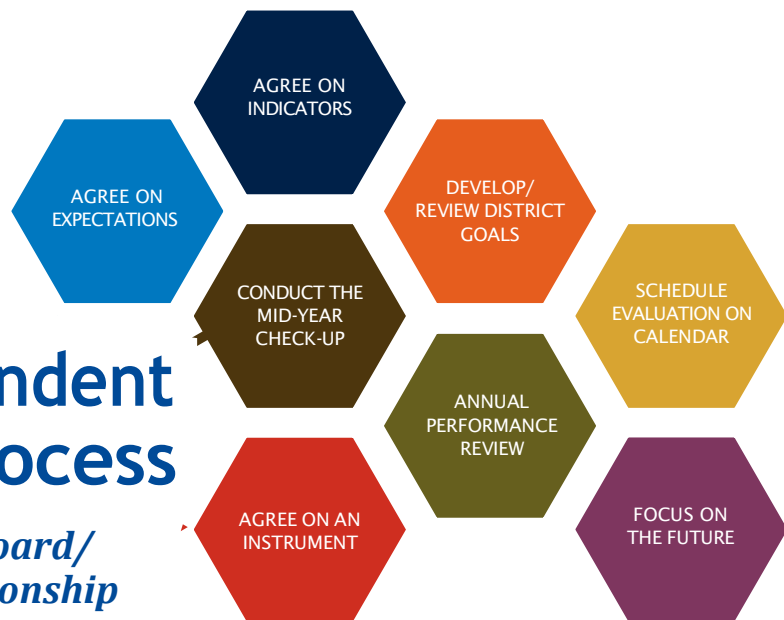 AGREE ON
INDICATORS
AGREE ON
EXPECTATIONS
DEVELOP/
REVIEW DISTRICT
GOALS
CONDUCT THE
MID-YEAR
CHECK-UP
SCHEDULE
EVALUATION ON
CALENDAR
ndent
ocess
ANNUAL
PERFORMANCE
REVIEW
AGREE ON AN
INSTRUMENT
FOCUS ON
THE FUTURE
oard/
onship